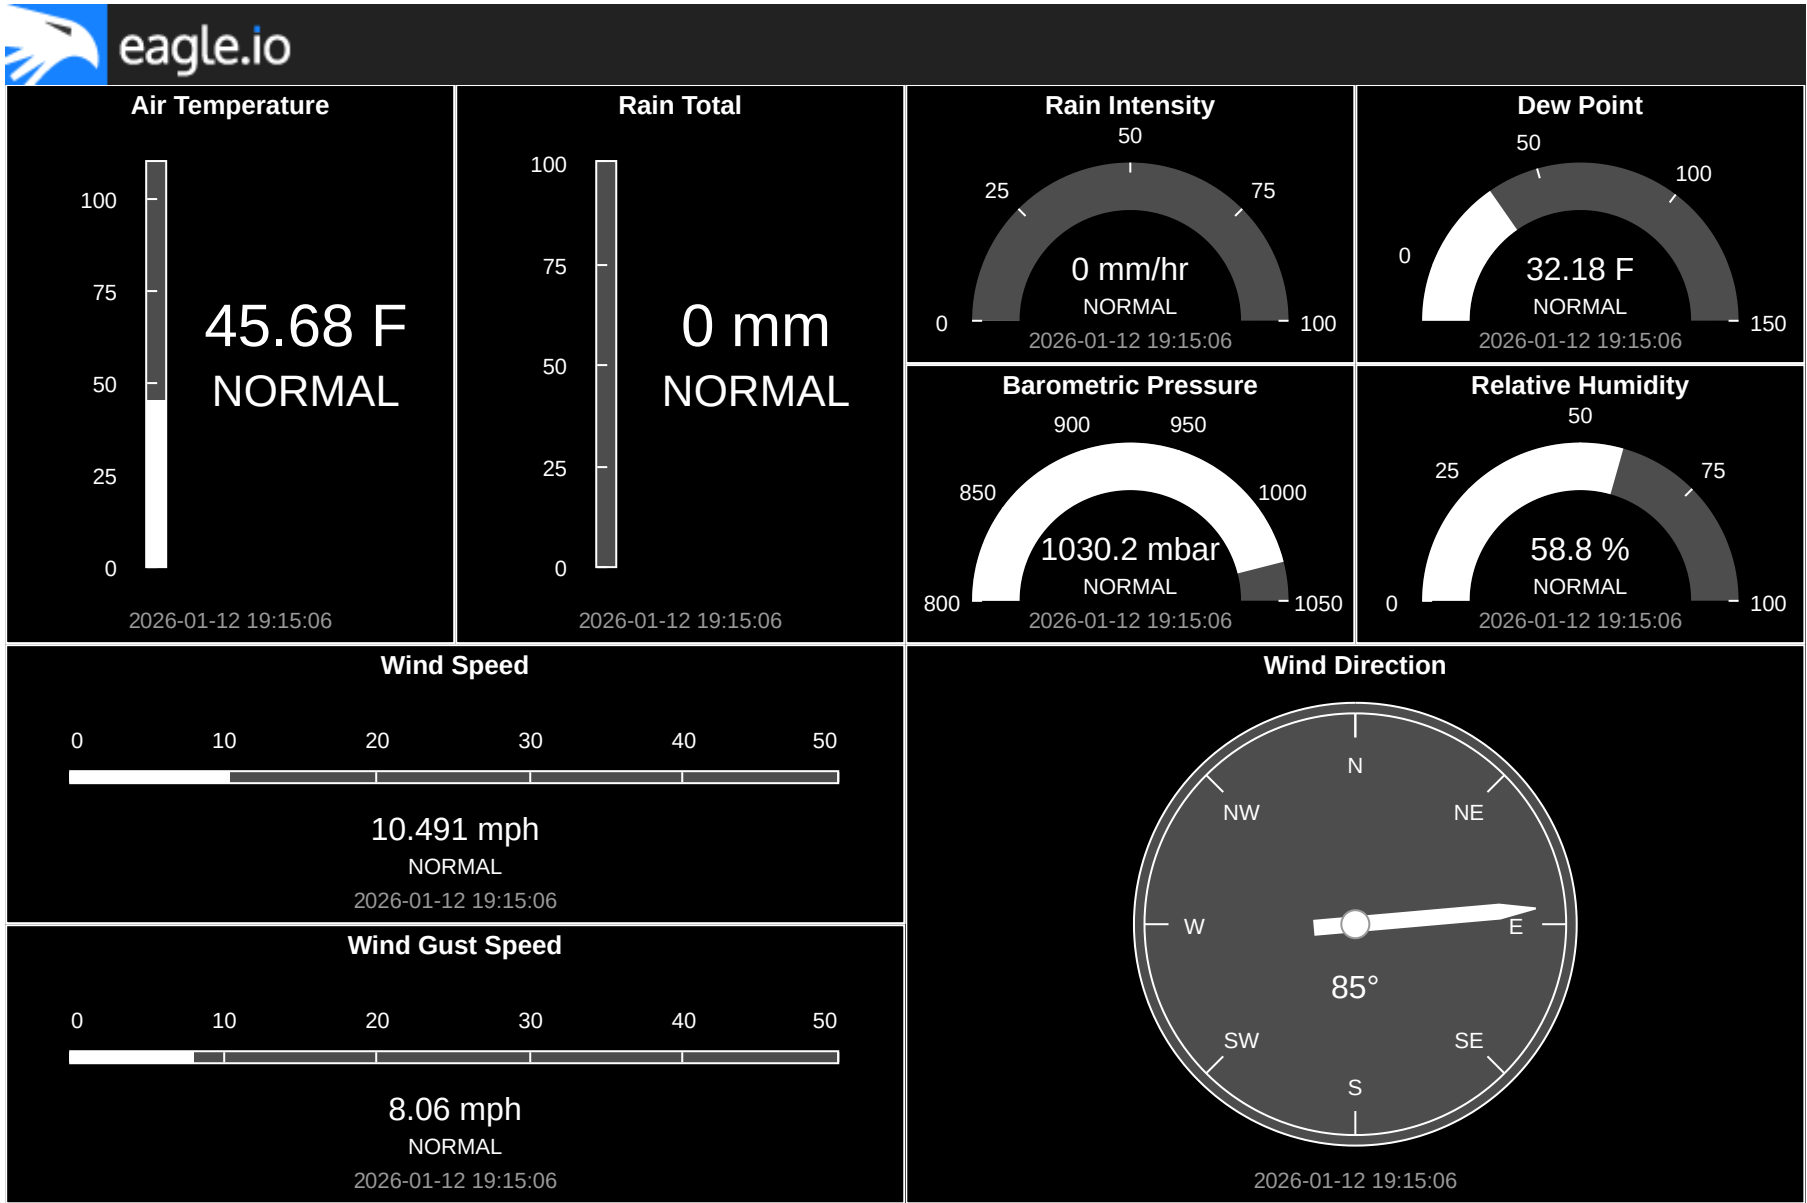 eagle.io
Air Temperature
100
75
50
25
0
45.68 F
NORMAL
2026-01-12 19:15:06
Rain Total
100
75
50
25
0
0 mm
NORMAL
2026-01-12 19:15:06
Rain Intensity
0
25
50
75
100
0 mm/hr
NORMAL
2026-01-12 19:15:06
Dew Point
0
50
100
150
32.18 F
NORMAL
2026-01-12 19:15:06
Barometric Pressure
800
850
900
950
1000
1050
1030.2 mbar
NORMAL
2026-01-12 19:15:06
Relative Humidity
0
25
50
75
100
58.8 %
NORMAL
2026-01-12 19:15:06
Wind Speed
0 10 20 30 40 50
10.491 mph
NORMAL
2026-01-12 19:15:06
Wind Gust Speed
0 10 20 30 40 50
8.06 mph
NORMAL
2026-01-12 19:15:06
Wind Direction
N
NW NE
W E
85°
SW SE
S
2026-01-12 19:15:06